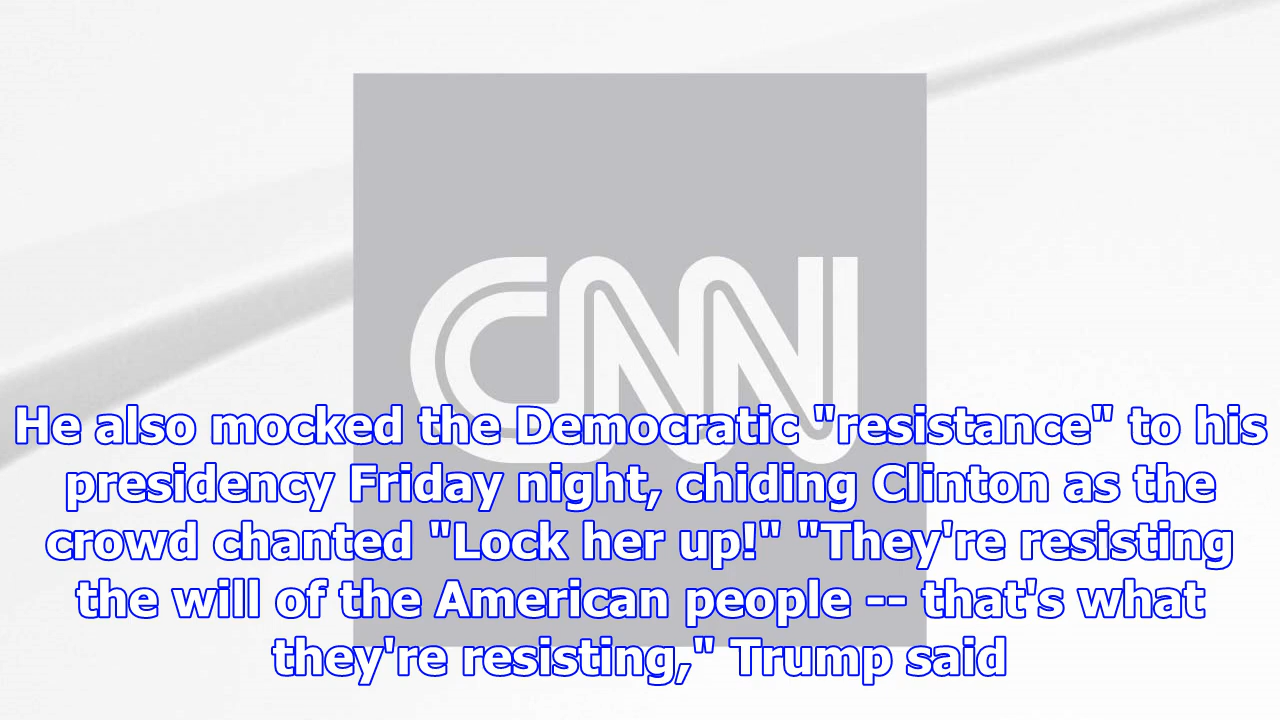 CNN
He also mocked the Democratic "resistance" to his
presidency Friday night, chiding Clinton as the
crowd chanted "Lock her up!" "They're resisting
the will of the American people -- that's what
they're resisting," Trump said